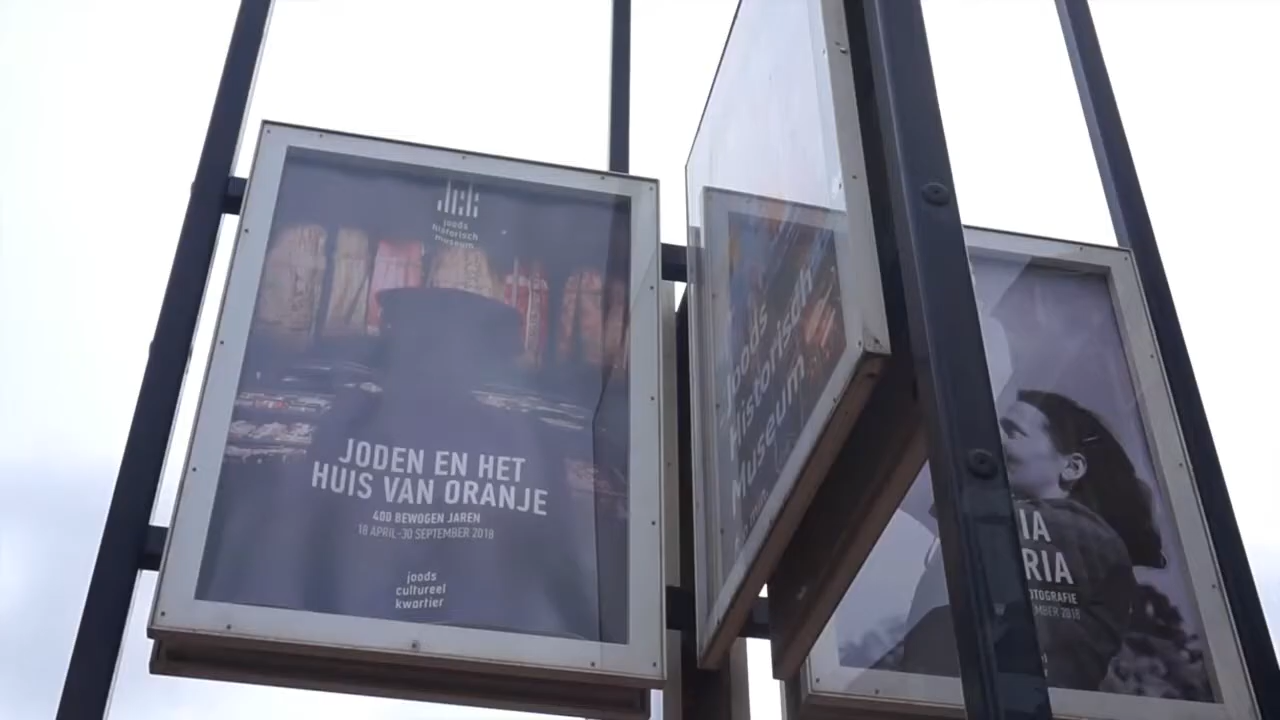 joods
historisch
museum
JODEN EN HET
HUIS VAN ORANJE
400 BEWOGEN JAREN
18 APRIL-30 SEPTEMBER 2018
joods
cultureel
kwartier
Joods
Historisch
Museum
IA
RIA
OTOGRAFIE
MBER 2018